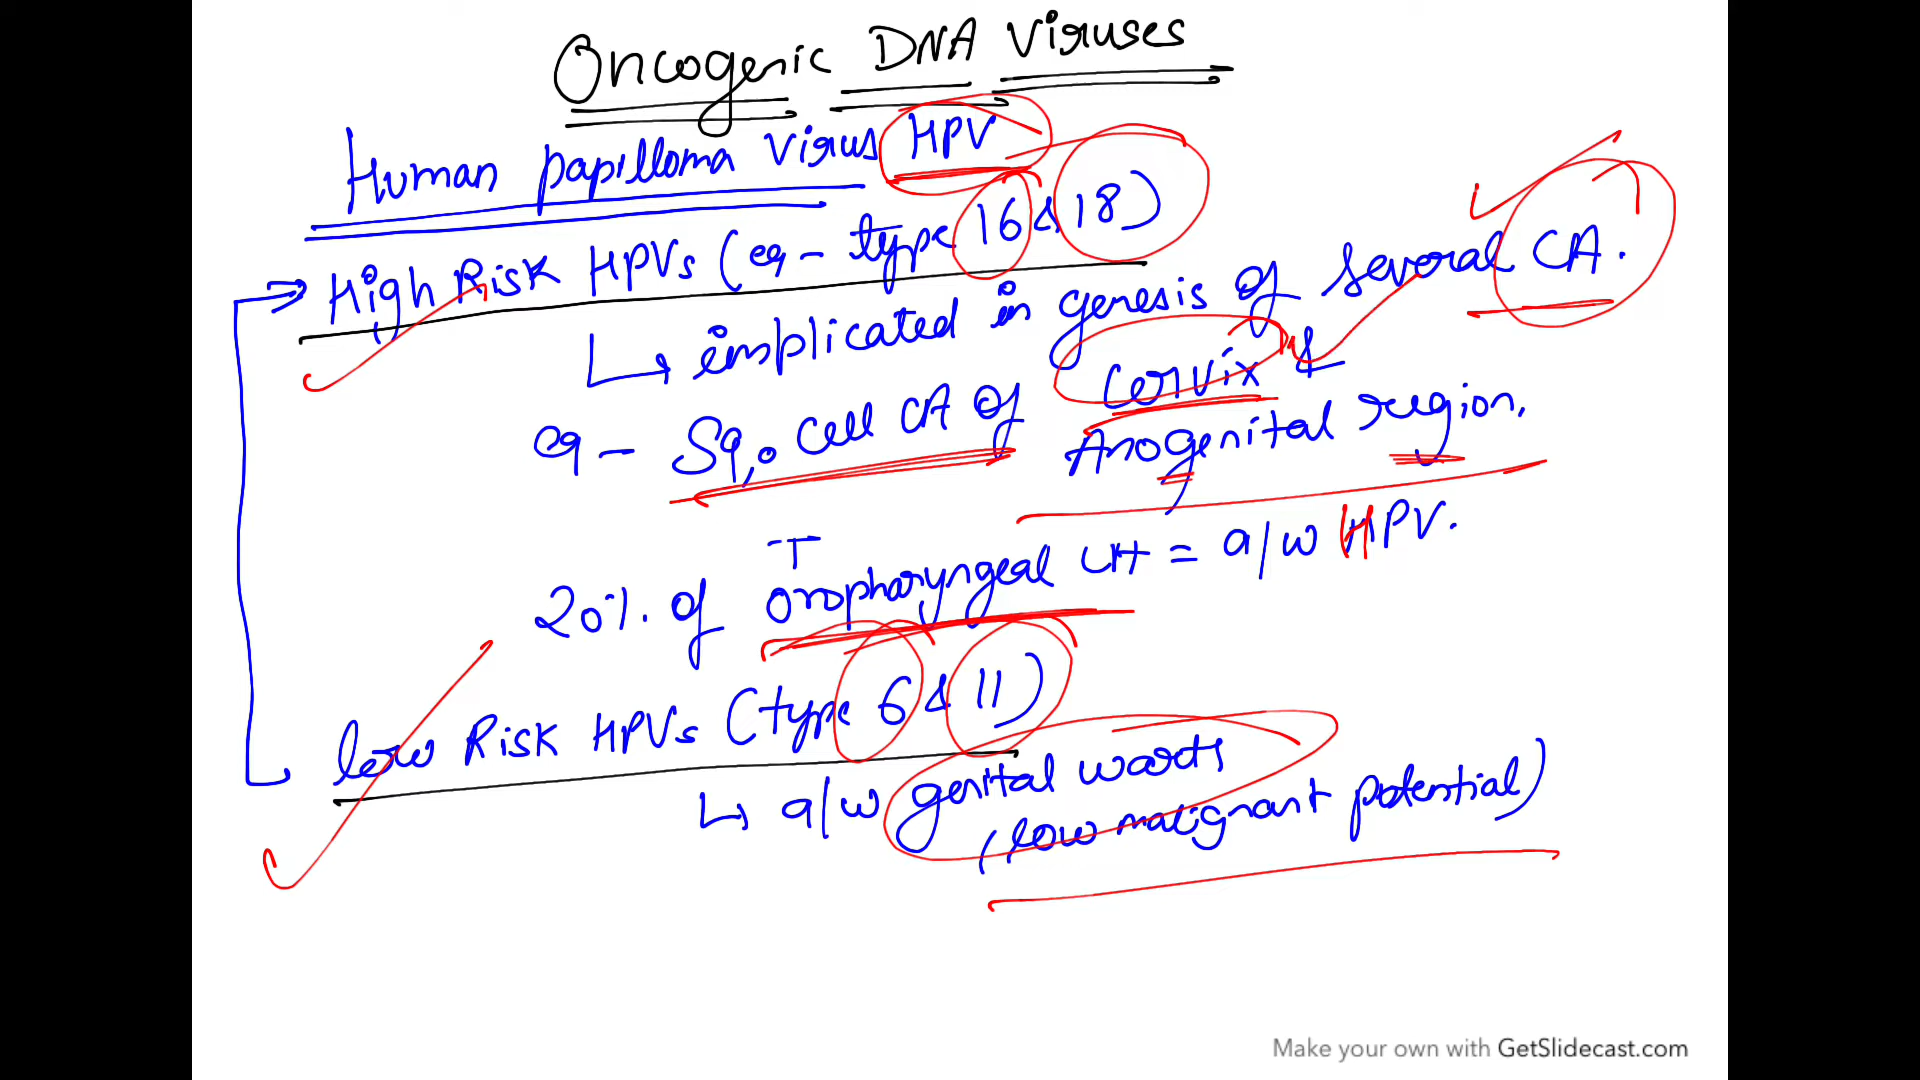 Oncogenic DNA Viruses
Human papilloma virus HPV
→ High Risk HPVs (eg - type 16 & 18)
↳ implicated in genesis of several CA.
eg - Sq. cell CA of Cervix &
Anogenital region.
20% of oropharyngeal CA = a/w HPV.
low Risk HPVs (type 6 & 11)
↳ a/w genital warts
(low malignant potential)
Make your own with GetSlidecast.com